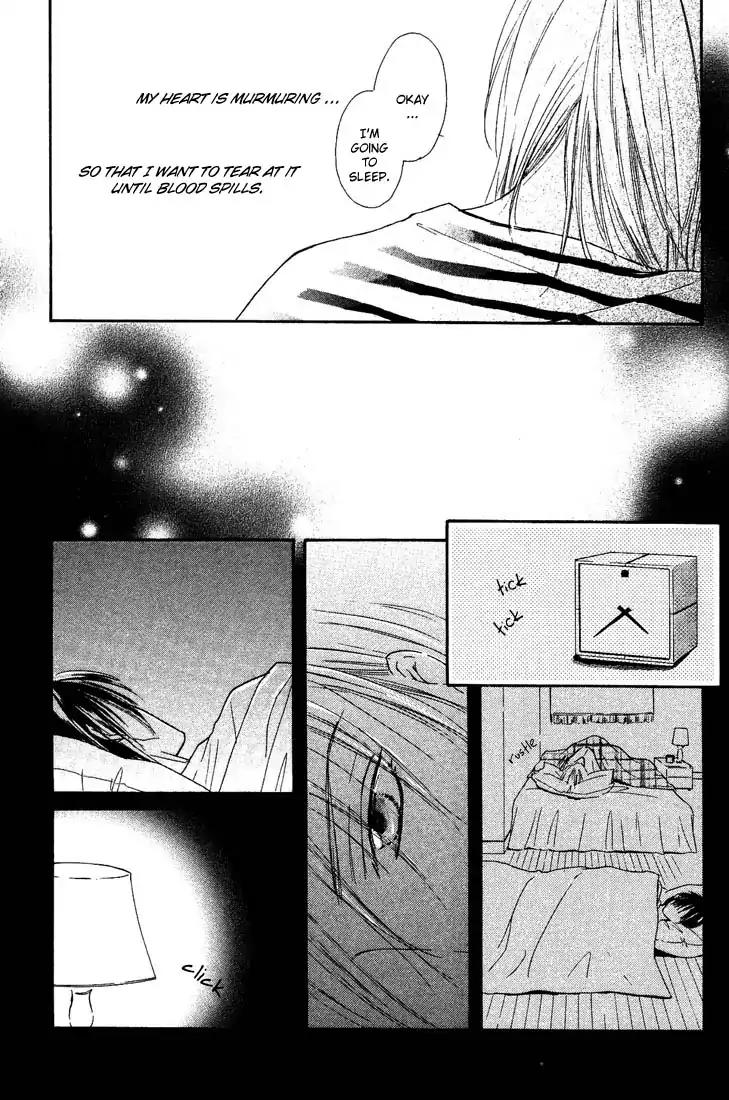 MY HEART IS MURMURING ...
OKAY
...
I'M
GOING
TO
SLEEP.
SO THAT I WANT TO TEAR AT IT
UNTIL BLOOD SPILLS.
tick
tick
rustle
click